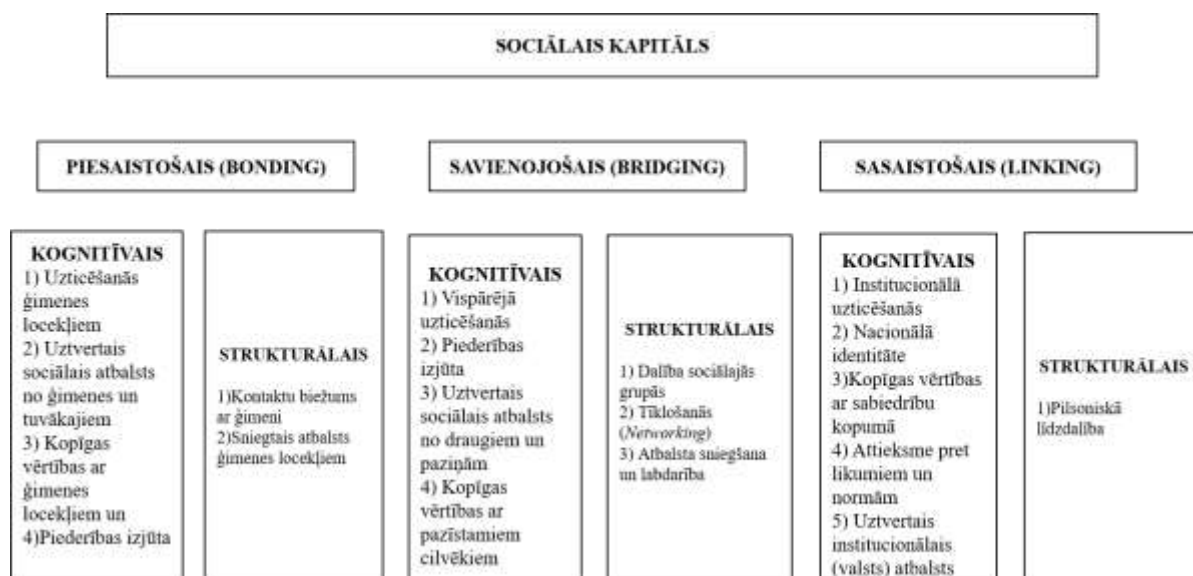 SOCIĀLAIS KAPITĀLS
PIESAISTOŠAIS (BONDING)
SAVIENOJOŠAIS (BRIDGING)
SASAISTOŠAIS (LINKING)
KOGNITĪVAIS
1) Uzticēšanās
ģimenes
locekļiem
2) Uztvertais
sociālais atbalsts
no ģimenes un
tuvākajiem
3) Kopīgas
vērtības ar
ģimenes
locekļiem un
4)Piederības izjūta
STRUKTURĀLAIS
1)Kontaktu biežums
ar ģimeni
2)Sniegtais atbalsts
ģimenes locekļiem
KOGNITĪVAIS
1) Vispārējā
uzticēšanās
2) Piederības
izjūta
3) Uztvertais
sociālais atbalsts
no draugiem un
paziņām
4) Kopīgas
vērtības ar
pazīstamiem
cilvēkiem
STRUKTURĀLAIS
1) Dalība sociālajās
grupās
2) Tīklošanās
(Networking)
3) Atbalsta sniegšana
un labdarība
KOGNITĪVAIS
1) Institucionālā
uzticēšanās
2) Nacionālā
identitāte
3)Kopīgas vērtības
ar sabiedrību
kopumā
4) Attieksme pret
likumiem un
normām
5) Uztvertais
institucionālais
(valsts) atbalsts
STRUKTURĀLAIS
1)Pilsoniskā
līdzdalība